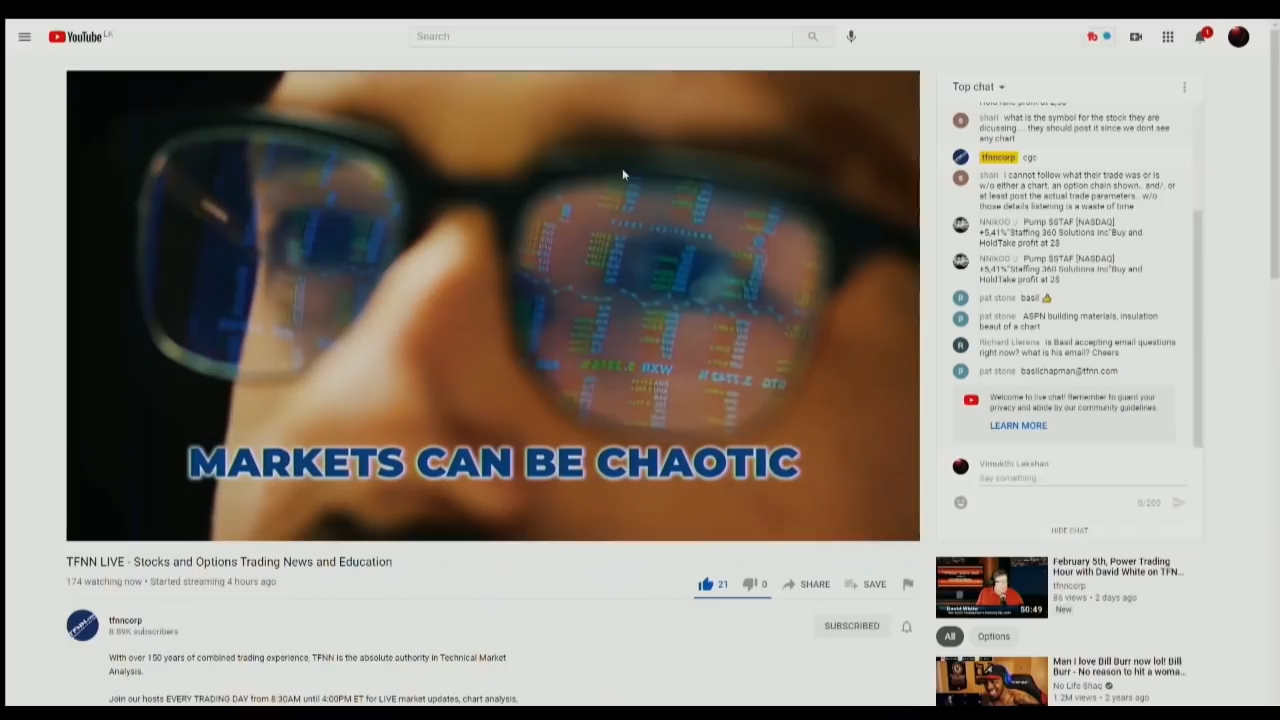 YouTube LK
Search
1
Top chat
shari what is the symbol for the stock they are
dicussing.... they should post it since we dont see
any chart
tfnncorp cgc
shari I cannot follow what their trade was or is
w/o either a chart, an option chain shown.. and/, or
at least post the actual trade parameters.. w/o
those details listening is a waste of time
NNikOG Pump $STAF [NASDAQ]
+5,41%"Staffing 360 Solutions Inc"Buy and
HoldTake profit at 2$
NNikOG Pump $STAF [NASDAQ]
+5,41%"Staffing 360 Solutions Inc"Buy and
HoldTake profit at 2$
pat stone basil 👍
pat stone ASPN building materials, insulation
beaut of a chart
Richard Llerena is Basil accepting email questions
right now? what is his email? Cheers
pat stone basilchapman@tfnn.com
Welcome to live chat! Remember to guard your
privacy and abide by our community guidelines.
LEARN MORE
Vimukthi Lakshan
Say something...
0/200
HIDE CHAT
MARKETS CAN BE CHAOTIC
TFNN LIVE - Stocks and Options Trading News and Education
174 watching now • Started streaming 4 hours ago
21
0
SHARE
SAVE
tfnncorp
8.89K subscribers
SUBSCRIBED
With over 150 years of combined trading experience, TFNN is the absolute authority in Technical Market
Analysis.
Join our hosts EVERY TRADING DAY from 8:30AM until 4:00PM ET for LIVE market updates, chart analysis,
February 5th, Power Trading
Hour with David White on TFN...
tfnncorp
86 views • 2 days ago
New
David White
50:49
All
Options
Man I love Bill Burr now lol! Bill
Burr - No reason to hit a woma...
No Life Shaq
1.2M views • 2 years ago